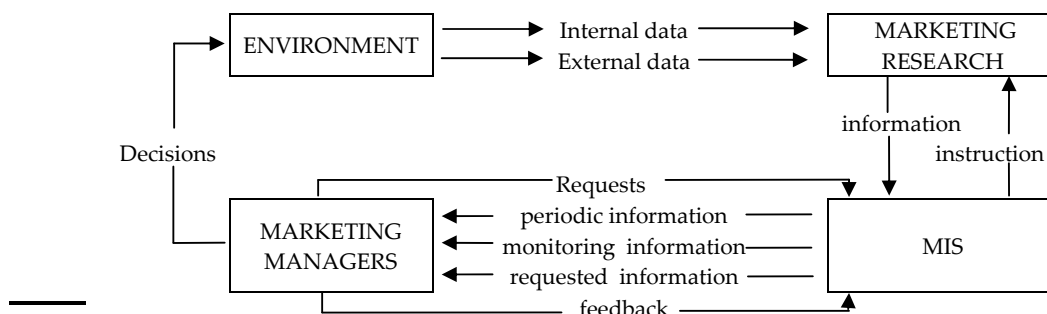 ENVIRONMENT
Internal data
External data
MARKETING
RESEARCH
information
instruction
Decisions
Requests
MARKETING
MANAGERS
periodic information
monitoring information
requested information
MIS
feedback